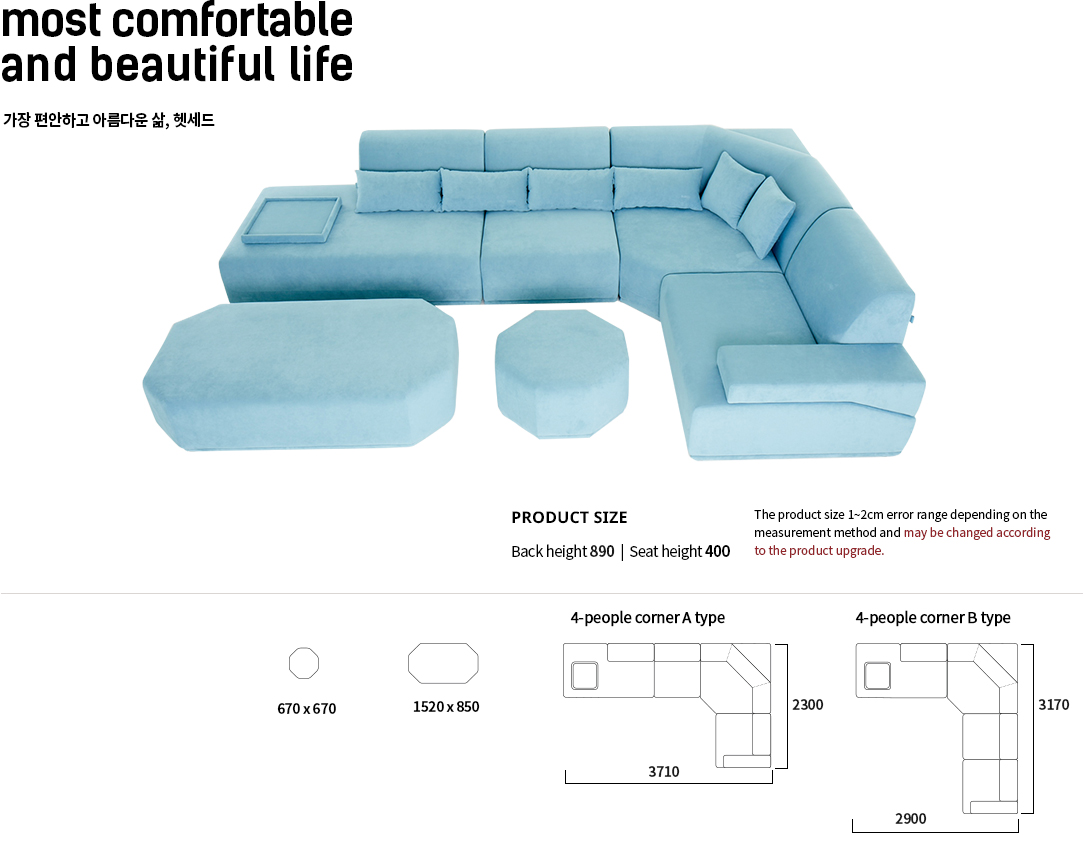 most comfortable
and beautiful life
가장 편안하고 아름다운 삶, 헷세드
PRODUCT SIZE
Back height 890 | Seat height 400
The product size 1~2cm error range depending on the
measurement method and may be changed according
to the product upgrade.
4-people corner A type
4-people corner B type
670 x 670
1520 x 850
2300
3170
3710
2900